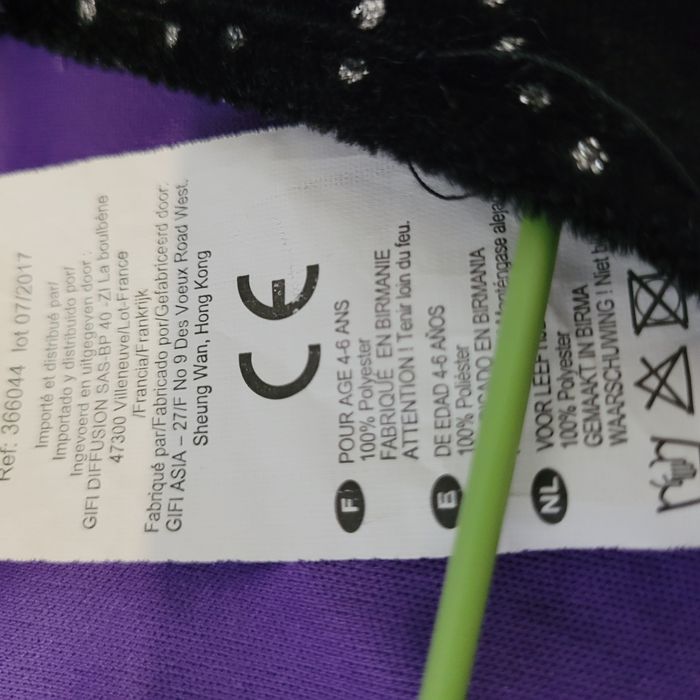 Ref: 366044 lot 07/2017
Importé et distribué par/
Importado y distribuido por/
Ingevoerd en uitgegeven door :
GIFI DIFFUSION SAS-BP 40 -ZI La boulbène
47300 Villeneuve/Lot-France
/Francia/Frankrijk
Fabriqué par/Fabricado por/Gefabriceerd door:
GIFI ASIA – 27/F No 9 Des Voeux Road West,
Sheung Wan, Hong Kong
CE
F POUR AGE 4-6 ANS
100% Polyester
FABRIQUÉ EN BIRMANIE
ATTENTION ! Tenir loin du feu.
E DE EDAD 4-6 AÑOS
100% Poliéster
EN BIRMANIA
NL VOOR
100% Polyester
GEMAAKT IN BIRMA
WAARSCHUWING ! Niet